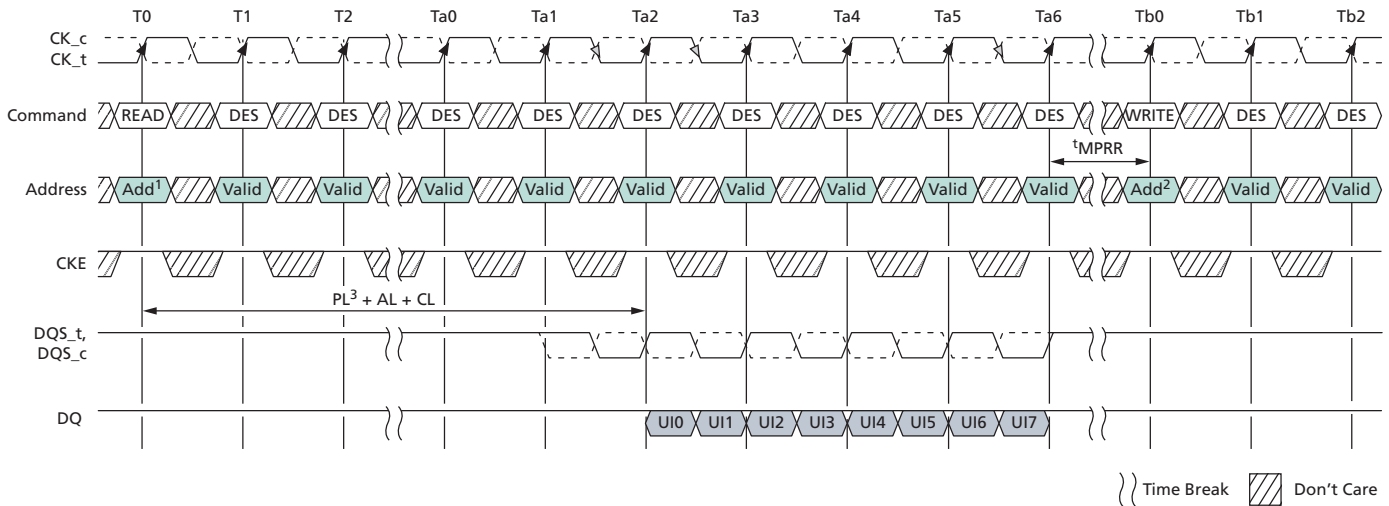 T0 T1 T2 Ta0 Ta1 Ta2 Ta3 Ta4 Ta5 Ta6 Tb0 Tb1 Tb2
CK_c
CK_t
Command READ DES DES DES DES DES DES DES DES DES WRITE DES DES
tMPRR
Address Add1 Valid Valid Valid Valid Valid Valid Valid Valid Valid Add2 Valid Valid
CKE
PL3 + AL + CL
DQS_t,
DQS_c
DQ UI0 UI1 UI2 UI3 UI4 UI5 UI6 UI7
Time Break Don't Care